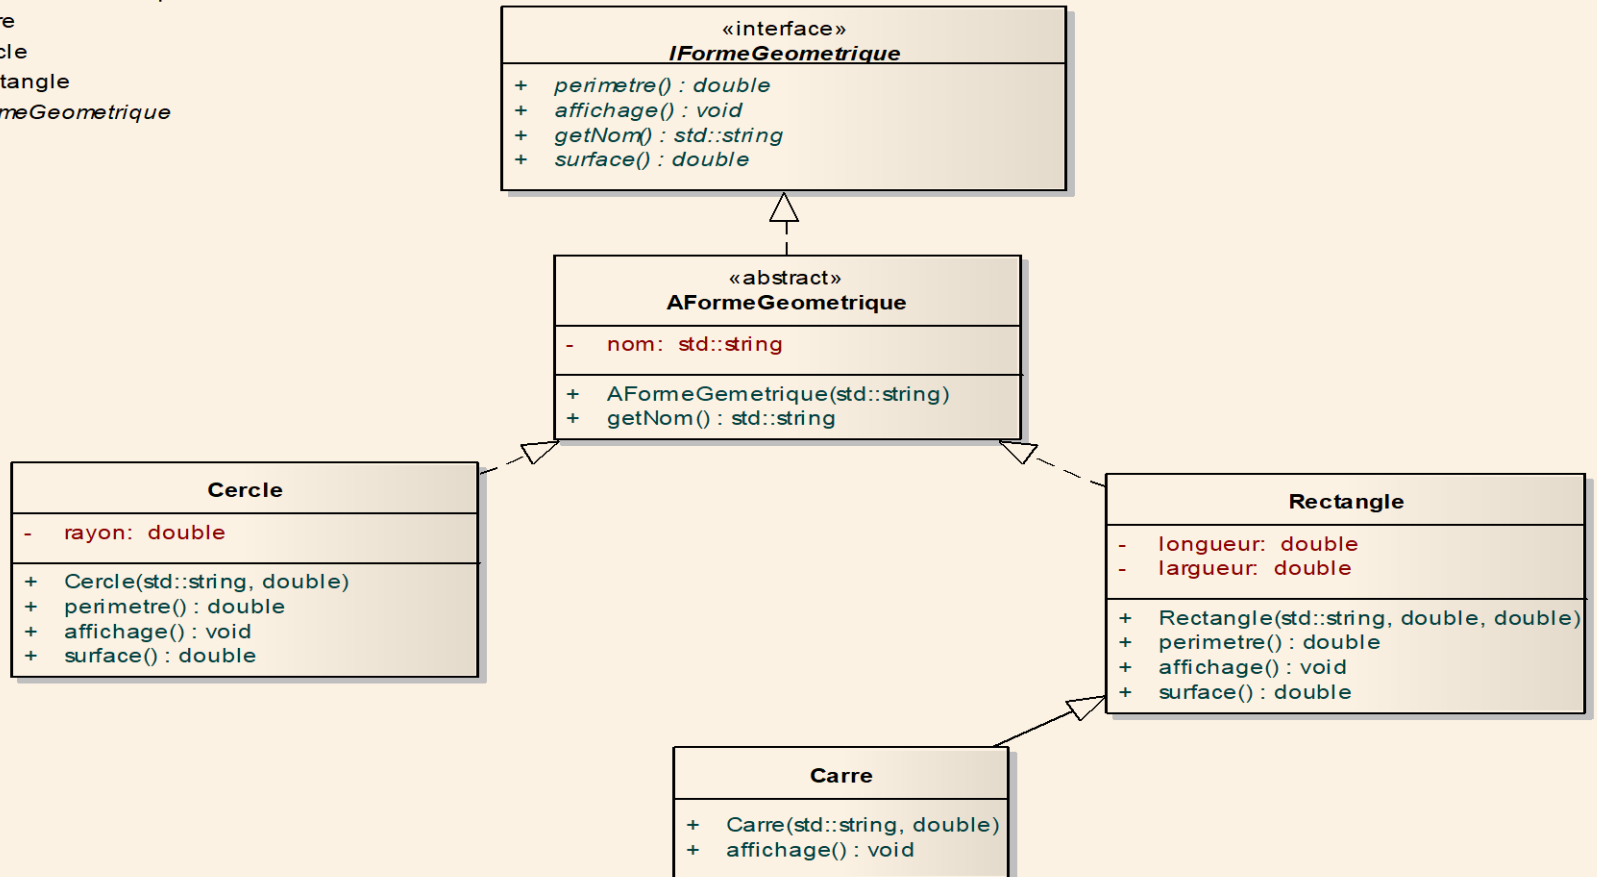 re
cle
tangle
meGeometrique
«interface»
IFormeGeometrique
+ perimetre() : double
+ affichage() : void
+ getNom() : std::string
+ surface() : double
«abstract»
AFormeGeometrique
- nom: std::string
+ AFormeGemetrique(std::string)
+ getNom() : std::string
Cercle
- rayon: double
+ Cercle(std::string, double)
+ perimetre() : double
+ affichage() : void
+ surface() : double
Rectangle
- longueur: double
- largueur: double
+ Rectangle(std::string, double, double)
+ perimetre() : double
+ affichage() : void
+ surface() : double
Carre
+ Carre(std::string, double)
+ affichage() : void